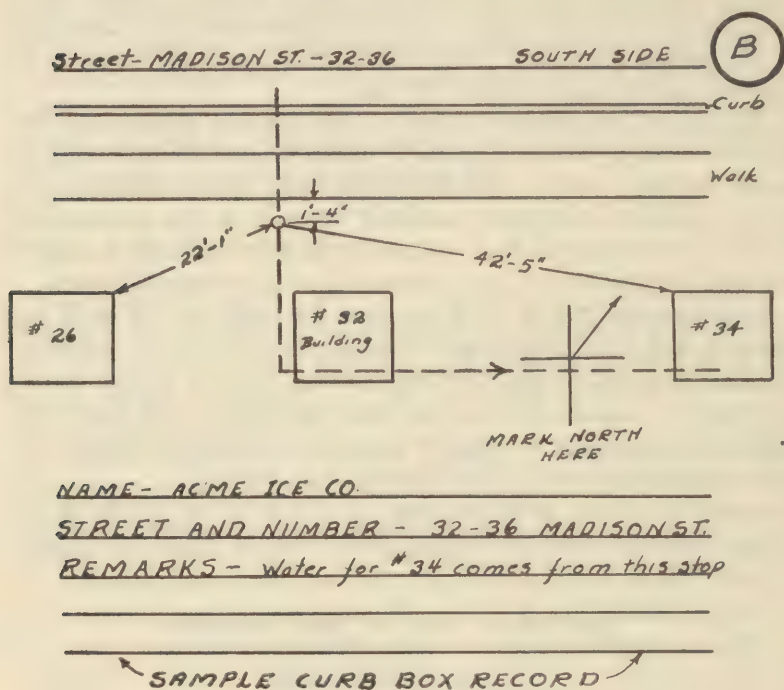 Street - MADISON ST. - 32-36 SOUTH SIDE B
Curb
Walk
1'-4"
22'-1"
42'-5"
# 26
# 32
Building
# 34
MARK NORTH
HERE
NAME - ACME ICE CO.
STREET AND NUMBER - 32-36 MADISON ST.
REMARKS - Water for #34 comes from this stop
SAMPLE CURB BOX RECORD